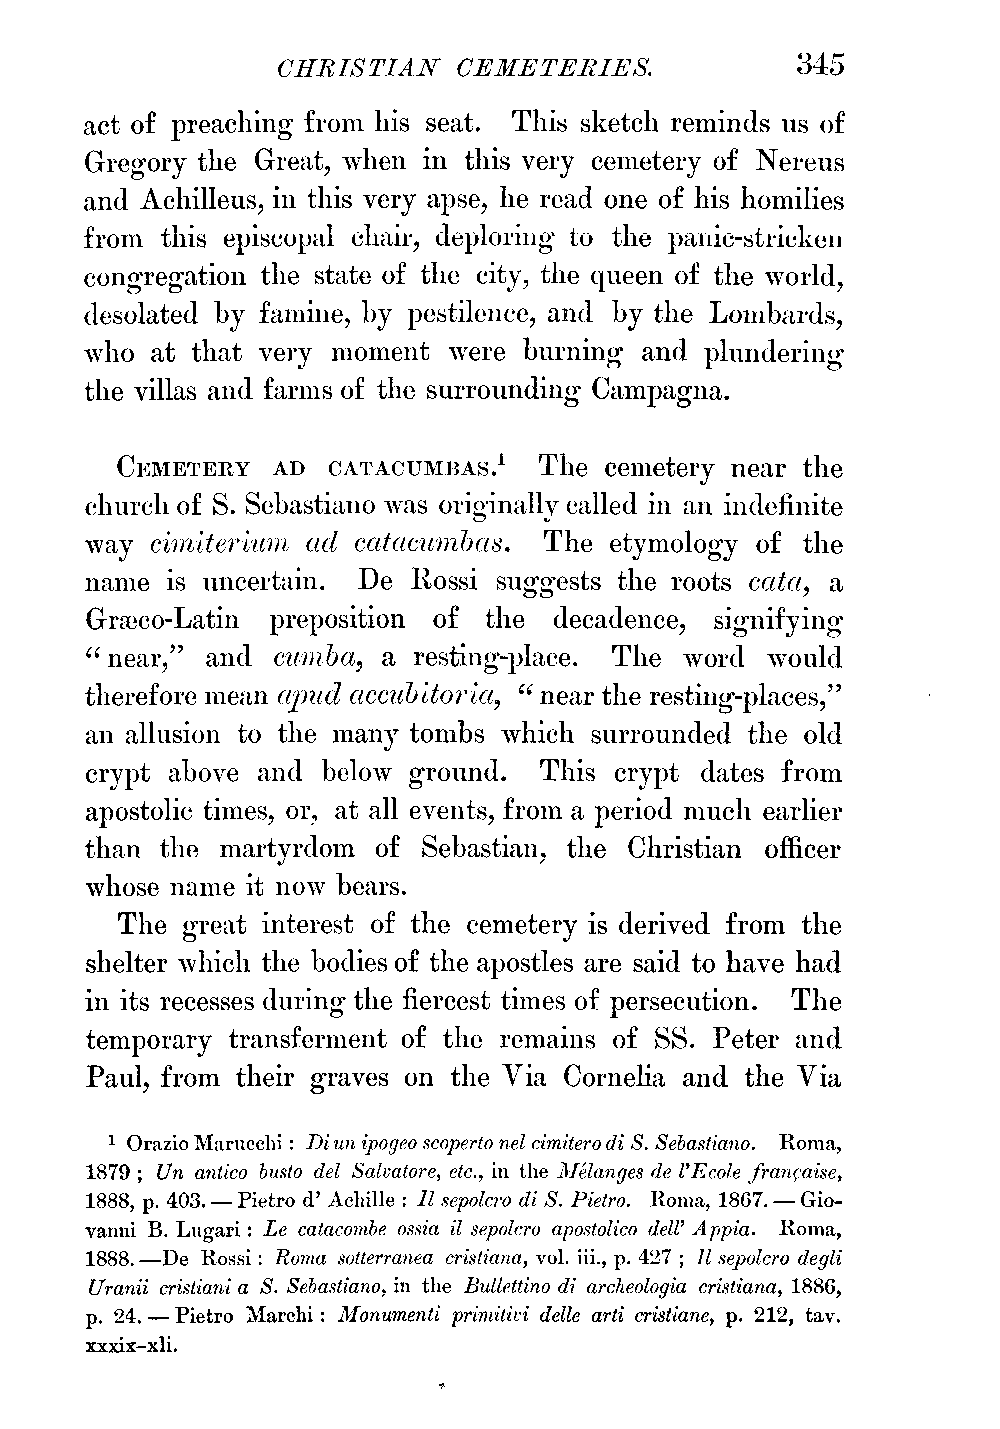 CHRISTIAN CEMETERIES. 345
act of preaching from his seat. This sketch reminds us of
Gregory the Great, when in this very cemetery of Nereus
and Achilleus, in this very apse, he read one of his homilies
from this episcopal chair, deploring to the panic-stricken
congregation the state of the city, the queen of the world,
desolated by famine, by pestilence, and by the Lombards,
who at that very moment were burning and plundering
the villas and farms of the surrounding Campagna.
CEMETERY AD CATACUMBAS.¹ The cemetery near the
church of S. Sebastiano was originally called in an indefinite
way cimiterium ad catacumbas. The etymology of the
name is uncertain. De Rossi suggests the roots cata, a
Græco-Latin preposition of the decadence, signifying
“near,” and cumba, a resting-place. The word would
therefore mean apud accubitoria, “near the resting-places,”
an allusion to the many tombs which surrounded the old
crypt above and below ground. This crypt dates from
apostolic times, or, at all events, from a period much earlier
than the martyrdom of Sebastian, the Christian officer
whose name it now bears.
The great interest of the cemetery is derived from the
shelter which the bodies of the apostles are said to have had
in its recesses during the fiercest times of persecution. The
temporary transferment of the remains of SS. Peter and
Paul, from their graves on the Via Cornelia and the Via
¹ Orazio Marucchi : Di un ipogeo scoperto nel cimitero di S. Sebastiano. Roma,
1879 ; Un antico busto del Salvatore, etc., in the Mélanges de l'Ecole française,
1888, p. 403. — Pietro d' Achille : Il sepolcro di S. Pietro. Roma, 1867. — Gio-
vanni B. Lugari : Le catacombe ossia il sepolcro apostolico dell' Appia. Roma,
1888. — De Rossi : Roma sotterranea cristiana, vol. iii., p. 427 ; Il sepolcro degli
Uranii cristiani a S. Sebastiano, in the Bullettino di archeologia cristiana, 1886,
p. 24. — Pietro Marchi : Monumenti primitivi delle arti cristiane, p. 212, tav.
xxxix-xli.